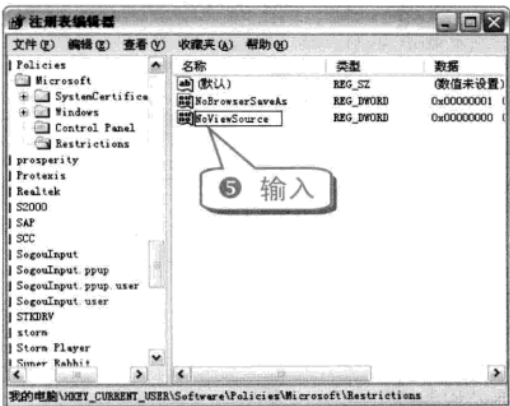 注册表编辑器
文件(F) 编辑(E) 查看(V) 收藏夹(A) 帮助(H)
Policies
Microsoft
SystemCertifica
Windows
Control Panel
Restrictions
prosperity
Protexis
Realtek
S2000
SAP
SCC
SogouInput
SogouInput.ppup
SogouInput.ppup.user
SogouInput.user
STKDRV
storm
Storm Player
Super Rabbit
名称 类型 数据
(默认) REG_SZ (数值未设置)
NoBrowserSaveAs REG_DWORD 0x00000001 (
NoViewSource REG_DWORD 0x00000000 (
❺ 输入
我的电脑\HKEY_CURRENT_USER\Software\Policies\Microsoft\Restrictions